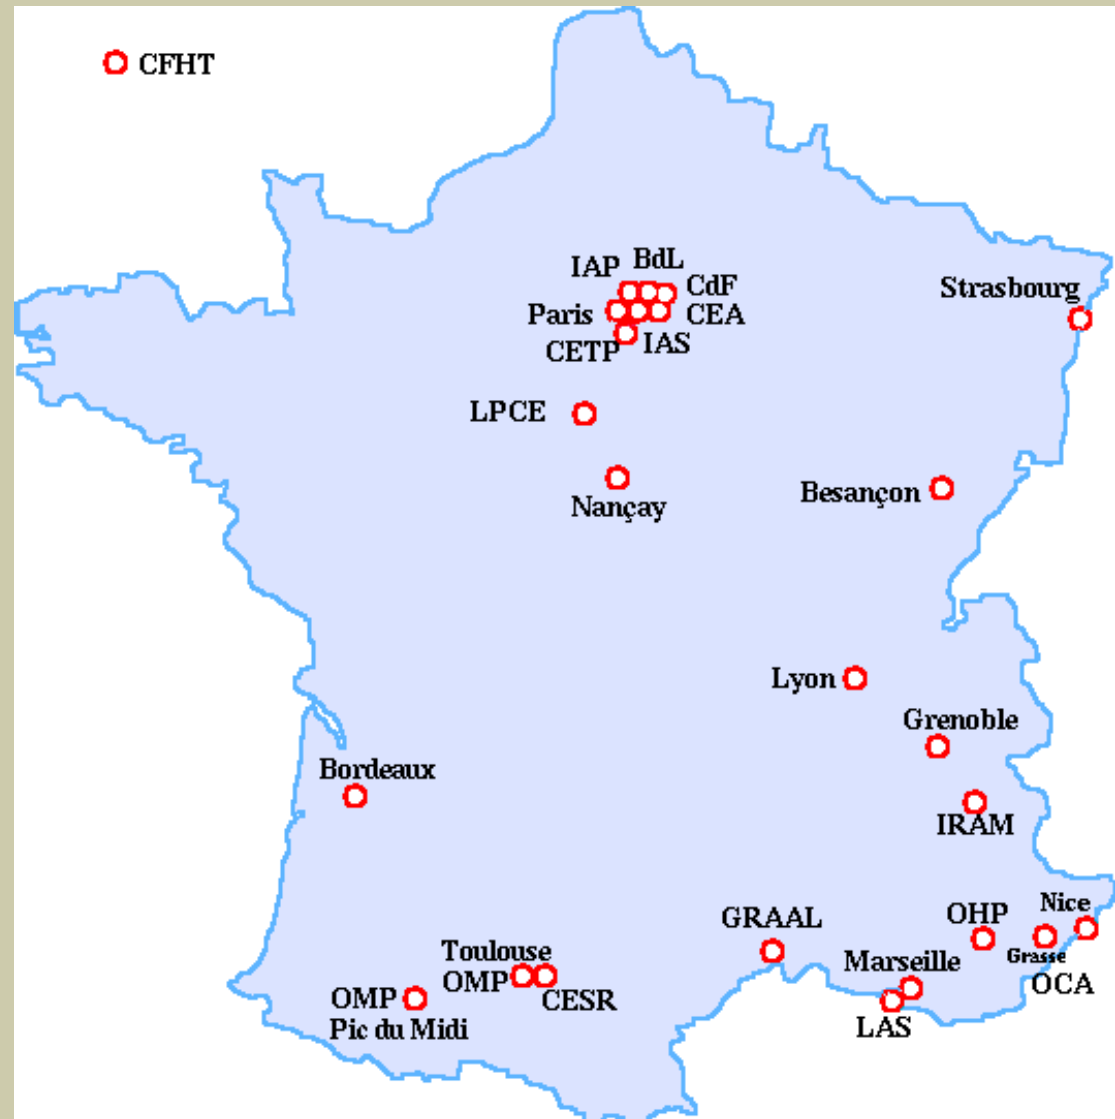 CFHT
BdL
IAP
CdF
Strasbourg
Paris
CEA
CETP
IAS
LPCE
Nançay
Besançon
Lyon
Grenoble
Bordeaux
IRAM
Nice
GRAAL
OHP
Toulouse
Grasse
Marseille
OMP
OCA
OMP
CESR
Pic du Midi
LAS